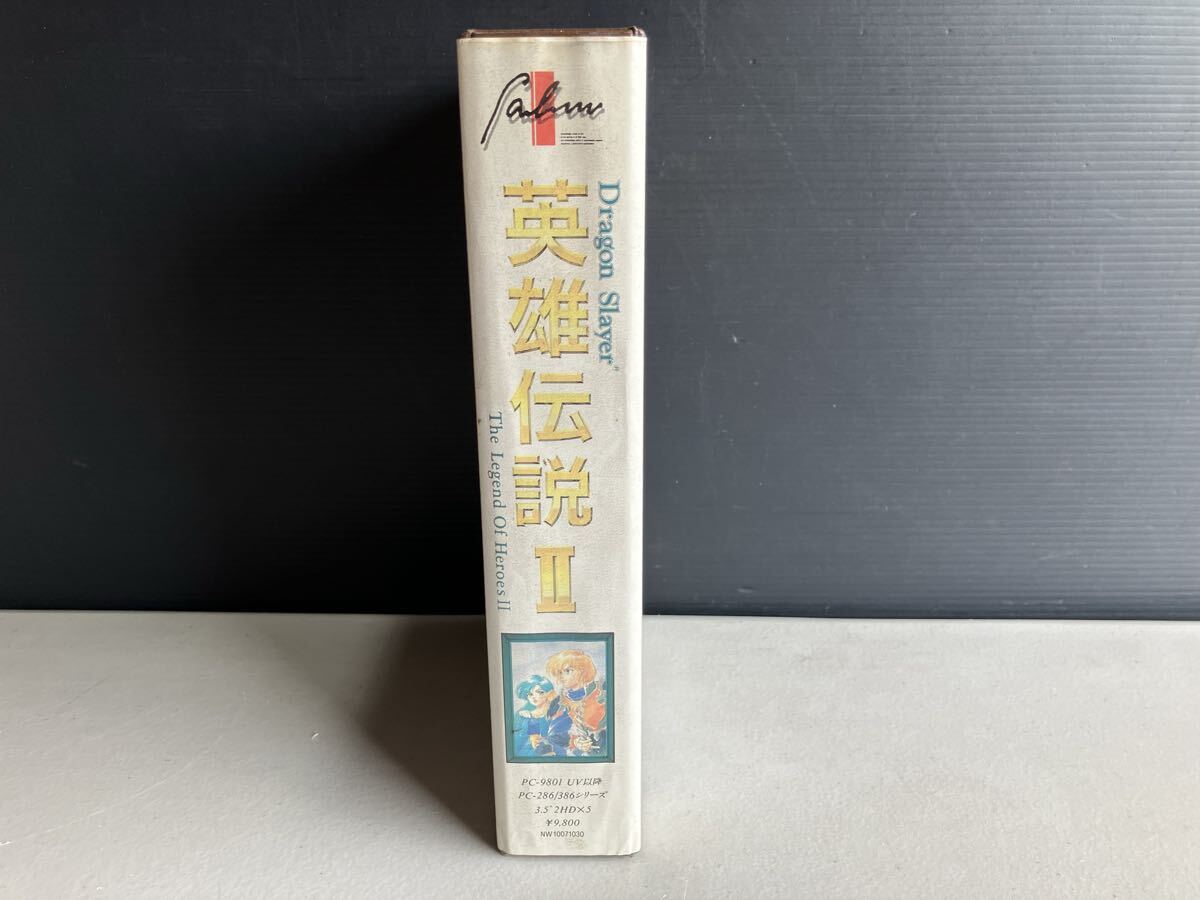 Falcom
Dragon Slayer
英雄伝説 II
The Legend Of Heroes II
PC-9801 UV以降
PC-286/386シリーズ
3.5" 2HD×5
¥9,800
NW10071030